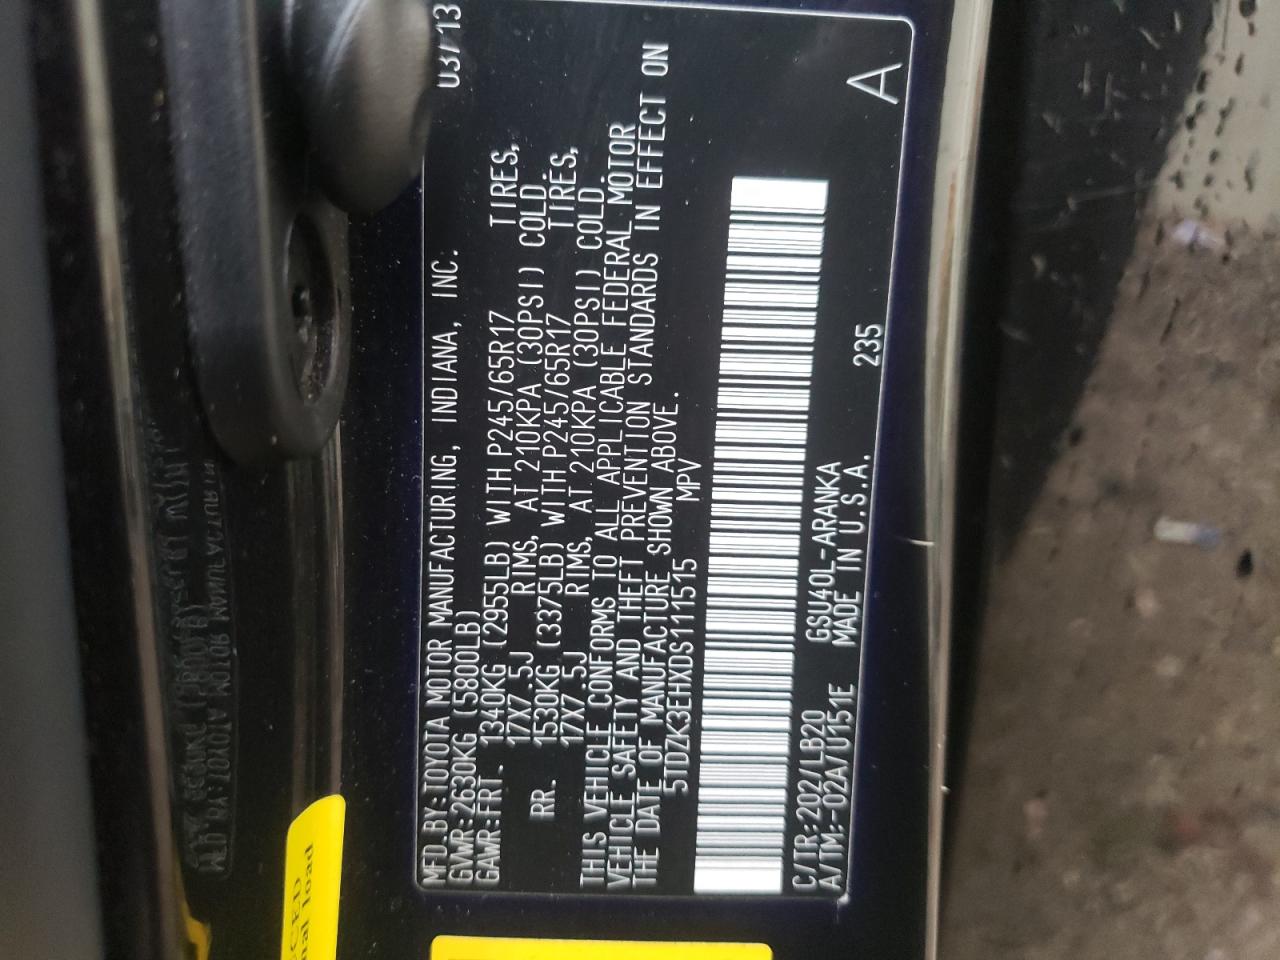 MFD.BY:TOYOTA MOTOR MANUFACTURING, INDIANA, INC. 03/13
GVWR:2630KG (5800LB)
GAWR:FRT. 1340KG (2955LB) WITH P245/65R17 TIRES,
17X7.5J RIMS, AT 210KPA (30PSI) COLD.
RR. 1530KG (3375LB) WITH P245/65R17 TIRES,
17X7.5J RIMS, AT 210KPA (30PSI) COLD.
THIS VEHICLE CONFORMS TO ALL APPLICABLE FEDERAL MOTOR
VEHICLE SAFETY AND THEFT PREVENTION STANDARDS IN EFFECT ON
THE DATE OF MANUFACTURE SHOWN ABOVE.
5TDZK3EHXDS111515 MPV
C/TR:202/LB20 GSU40L-ARANKA
A/TM:-02A/U151E MADE IN U.S.A. 235
A
load